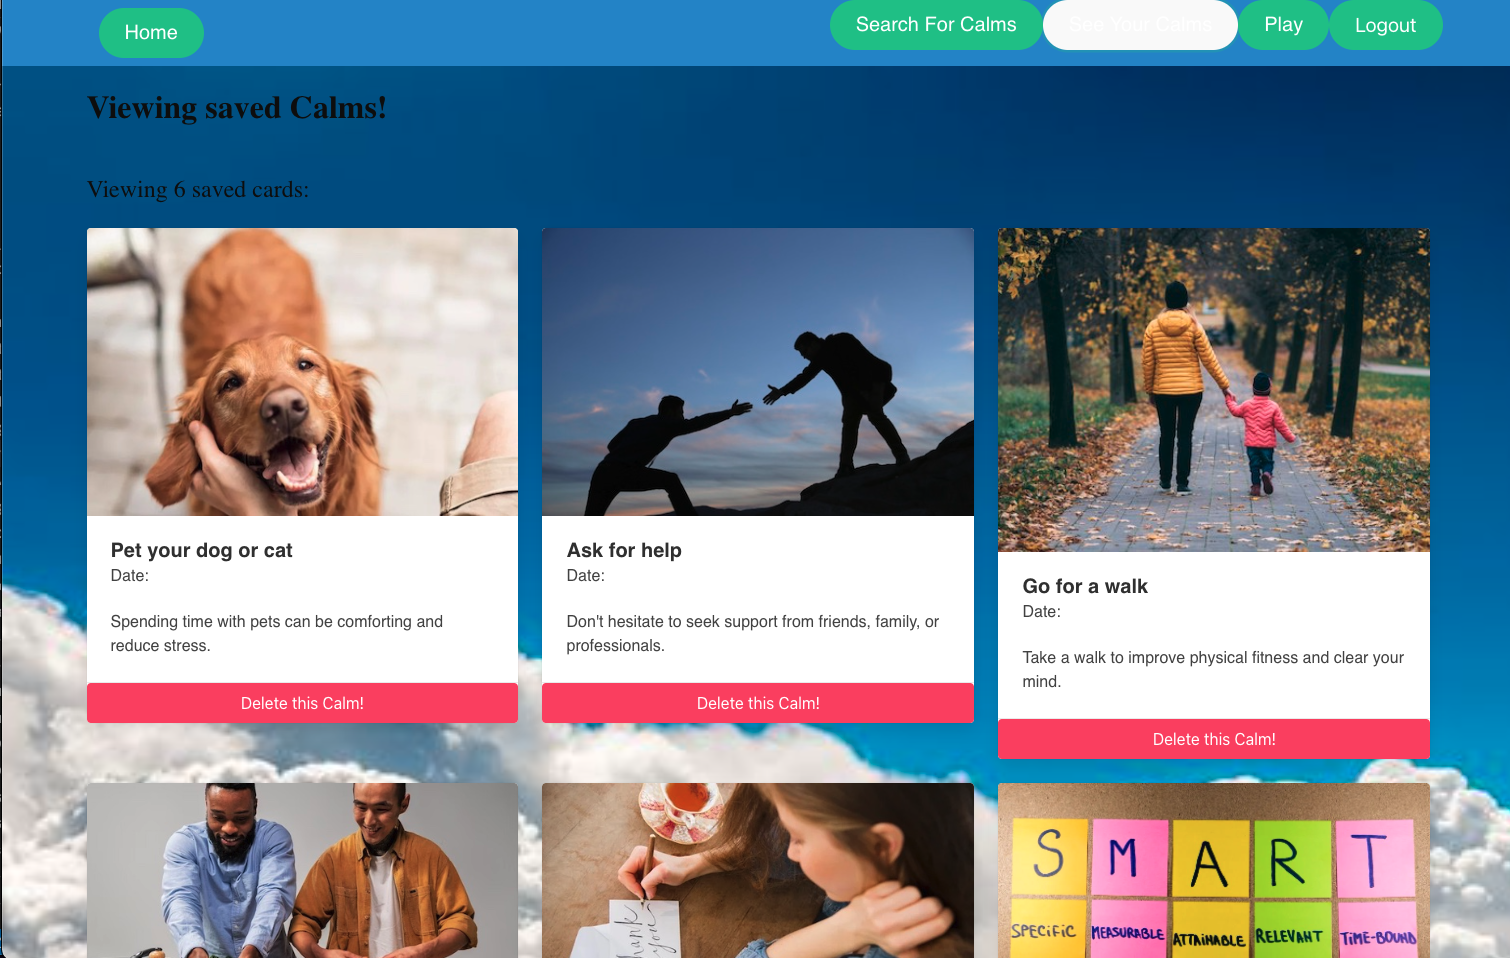 Home
Search For Calms
See Your Calms
Play
Logout
Viewing saved Calms!
Viewing 6 saved cards:
Pet your dog or cat
Date:
Spending time with pets can be comforting and
reduce stress.
Delete this Calm!
Ask for help
Date:
Don't hesitate to seek support from friends, family, or
professionals.
Delete this Calm!
Go for a walk
Date:
Take a walk to improve physical fitness and clear your
mind.
Delete this Calm!
Thank
you
S M A R T
SPECIFIC MEASURABLE ATTAINABLE RELEVANT TIME-BOUND